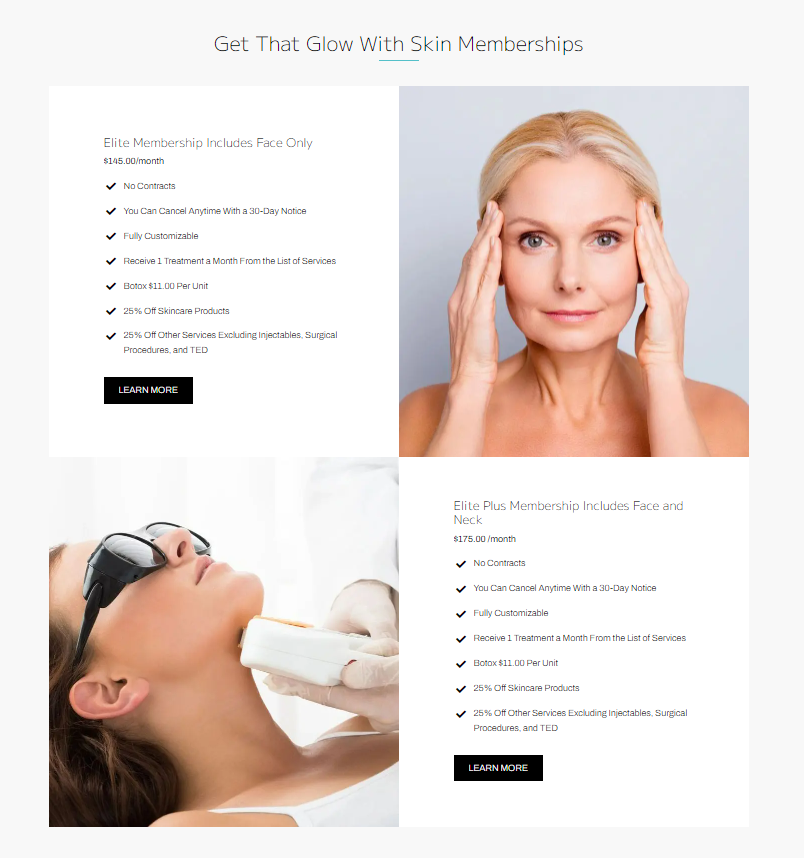 Get That Glow With Skin Memberships
Elite Membership Includes Face Only
$145.00/month
No Contracts
You Can Cancel Anytime With a 30-Day Notice
Fully Customizable
Receive 1 Treatment a Month From the List of Services
Botox $11.00 Per Unit
25% Off Skincare Products
25% Off Other Services Excluding Injectables, Surgical
Procedures, and TED
LEARN MORE
Elite Plus Membership Includes Face and
Neck
$175.00 /month
No Contracts
You Can Cancel Anytime With a 30-Day Notice
Fully Customizable
Receive 1 Treatment a Month From the List of Services
Botox $11.00 Per Unit
25% Off Skincare Products
25% Off Other Services Excluding Injectables, Surgical
Procedures, and TED
LEARN MORE